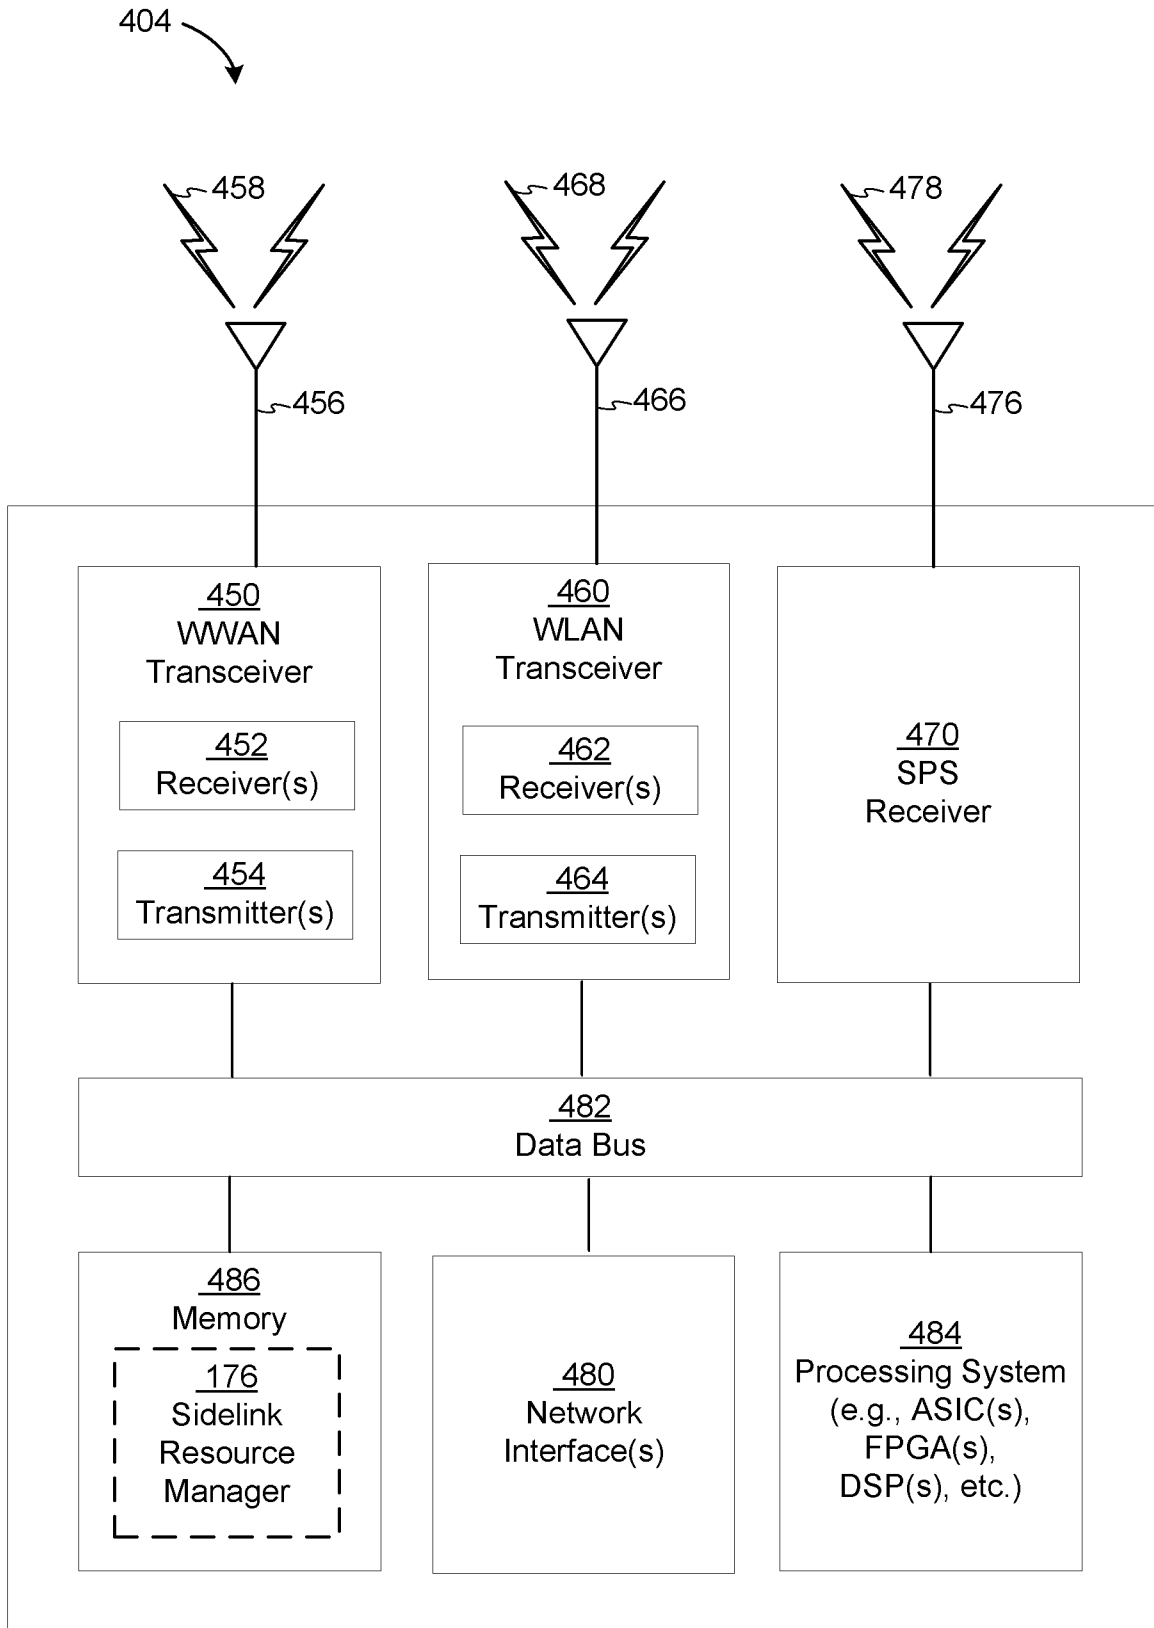 404
458
468
478
456
466
476
450
WWAN
Transceiver
452
Receiver(s)
454
Transmitter(s)
460
WLAN
Transceiver
462
Receiver(s)
464
Transmitter(s)
470
SPS
Receiver
482
Data Bus
486
Memory
176
Sidelink
Resource
Manager
480
Network
Interface(s)
484
Processing System
(e.g., ASIC(s),
FPGA(s),
DSP(s), etc.)